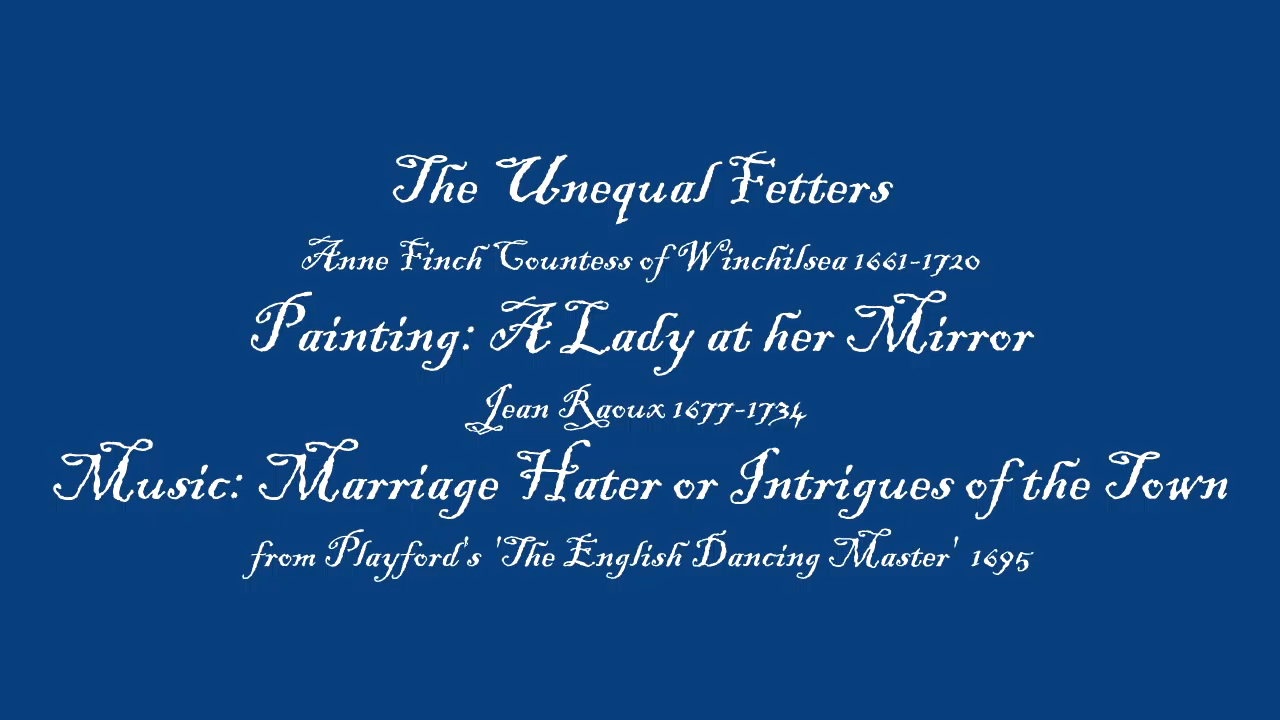 The Unequal Fetters
Anne Finch Countess of Winchilsea 1661-1720
Painting: A Lady at her Mirror
Jean Raoux 1677-1734
Music: Marriage Hater or Intrigues of the Town
from Playford's 'The English Dancing Master' 1695